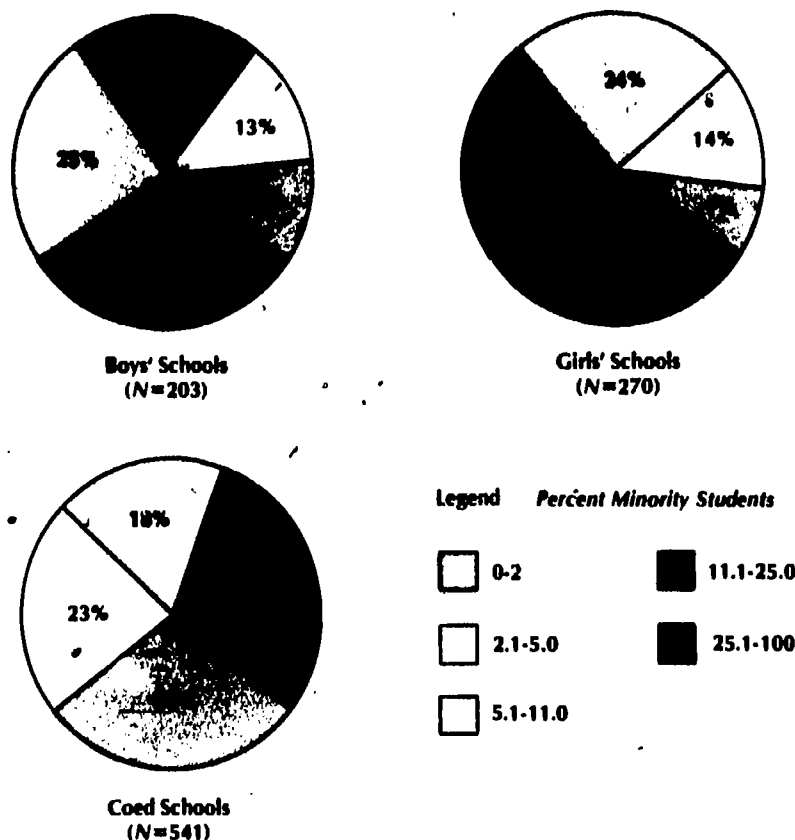 13%
24%
14%
Boys' Schools
(N=203)
Girls' Schools
(N=270)
18%
23%
Legend Percent Minority Students
0-2
11.1-25.0
2.1-5.0
25.1-100
5.1-11.0
Coed Schools
(N=541)